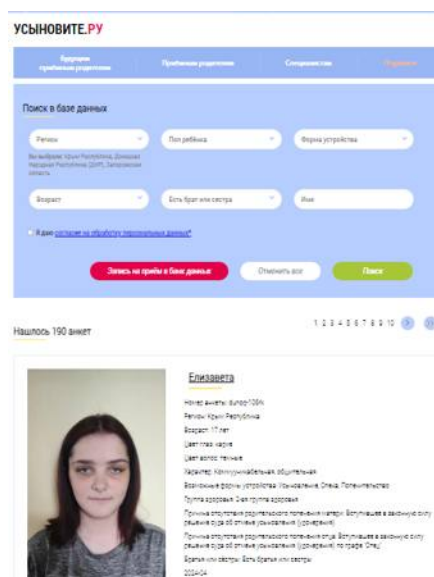 УСЫНОВИТЕ.РУ
Будущим
приёмным родителям
Приёмным родителям
Специалистам
Поиск в базе данных
Регион
Пол ребёнка
Форма устройства
Вы выбрали: Крым Республика, Донецкая
Народная Республика (ДНР), Запорожская
область
Возраст
Есть брат или сестра
Имя
Я даю согласие на обработку персональных данных*
Запись на приём в банк данных
Отменить все
Поиск
Нашлось 190 анкет
1 2 3 4 5 6 7 8 9 10 > >>
Елизавета
Номер анкеты:
Регион: Крым Республика
Возраст: 17 лет
Цвет глаз: карие
Цвет волос: темные
Характер: Коммуникабельная, общительная
Возможные формы устройства: Усыновление, Опека, Попечительство
Группа здоровья: 3-я группа здоровья
Причина отсутствия родительского попечения матери: Вступившее в законную силу
решение суда об отмене усыновления (удочерения)
Причина отсутствия родительского попечения отца: Вступившее в законную силу
решение суда об отмене усыновления (удочерения) по графе "Отец"
Братья или сёстры: Есть братья или сестры